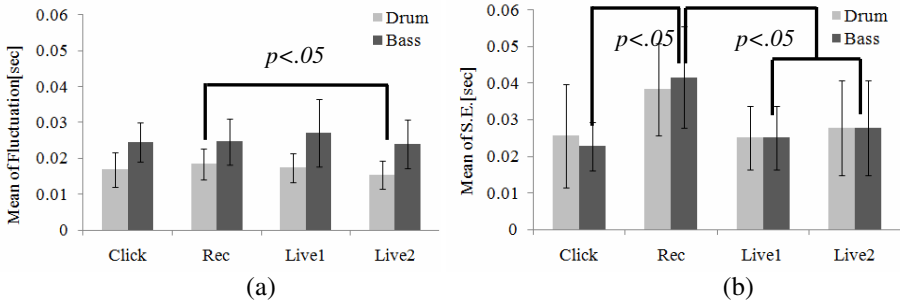 Mean of Fluctuation[sec]
0.06
0.05
0.04
0.03
0.02
0.01
0
Drum
Bass
p<.05
Click Rec Live1 Live2
(a)
Mean of S.E.[sec]
0.06
0.05
0.04
0.03
0.02
0.01
0
Drum
Bass
p<.05 p<.05
Click Rec Live1 Live2
(b)